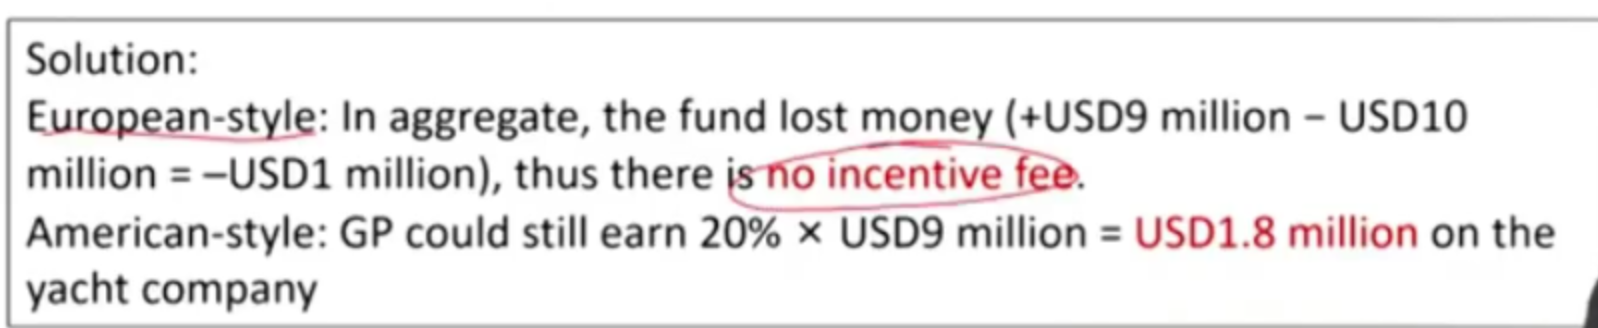 Solution:
European-style: In aggregate, the fund lost money (+USD9 million − USD10
million = −USD1 million), thus there is no incentive fee.
American-style: GP could still earn 20% × USD9 million = USD1.8 million on the
yacht company